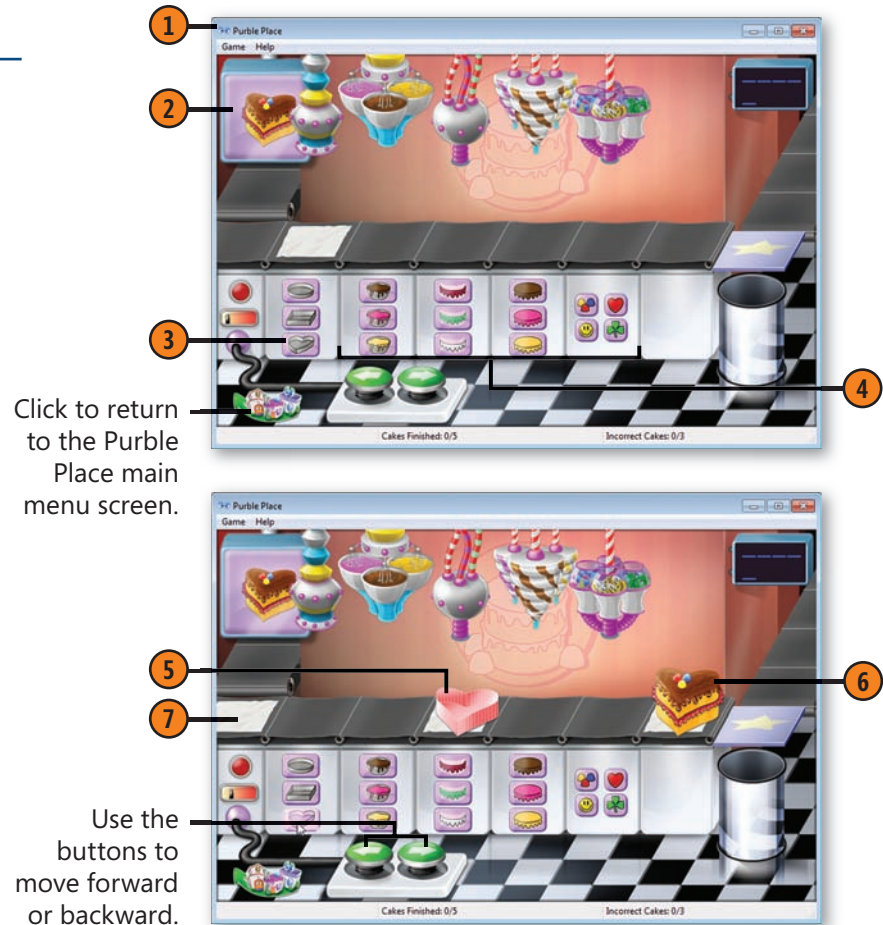 1
Purble Place
Game Help
2
3
4
Click to return
to the Purble
Place main
menu screen.
Cakes Finished: 0/5 Incorrect Cakes: 0/3
Purble Place
Game Help
5
6
7
Use the
buttons to
move forward
or backward.
Cakes Finished: 0/5 Incorrect Cakes: 0/3